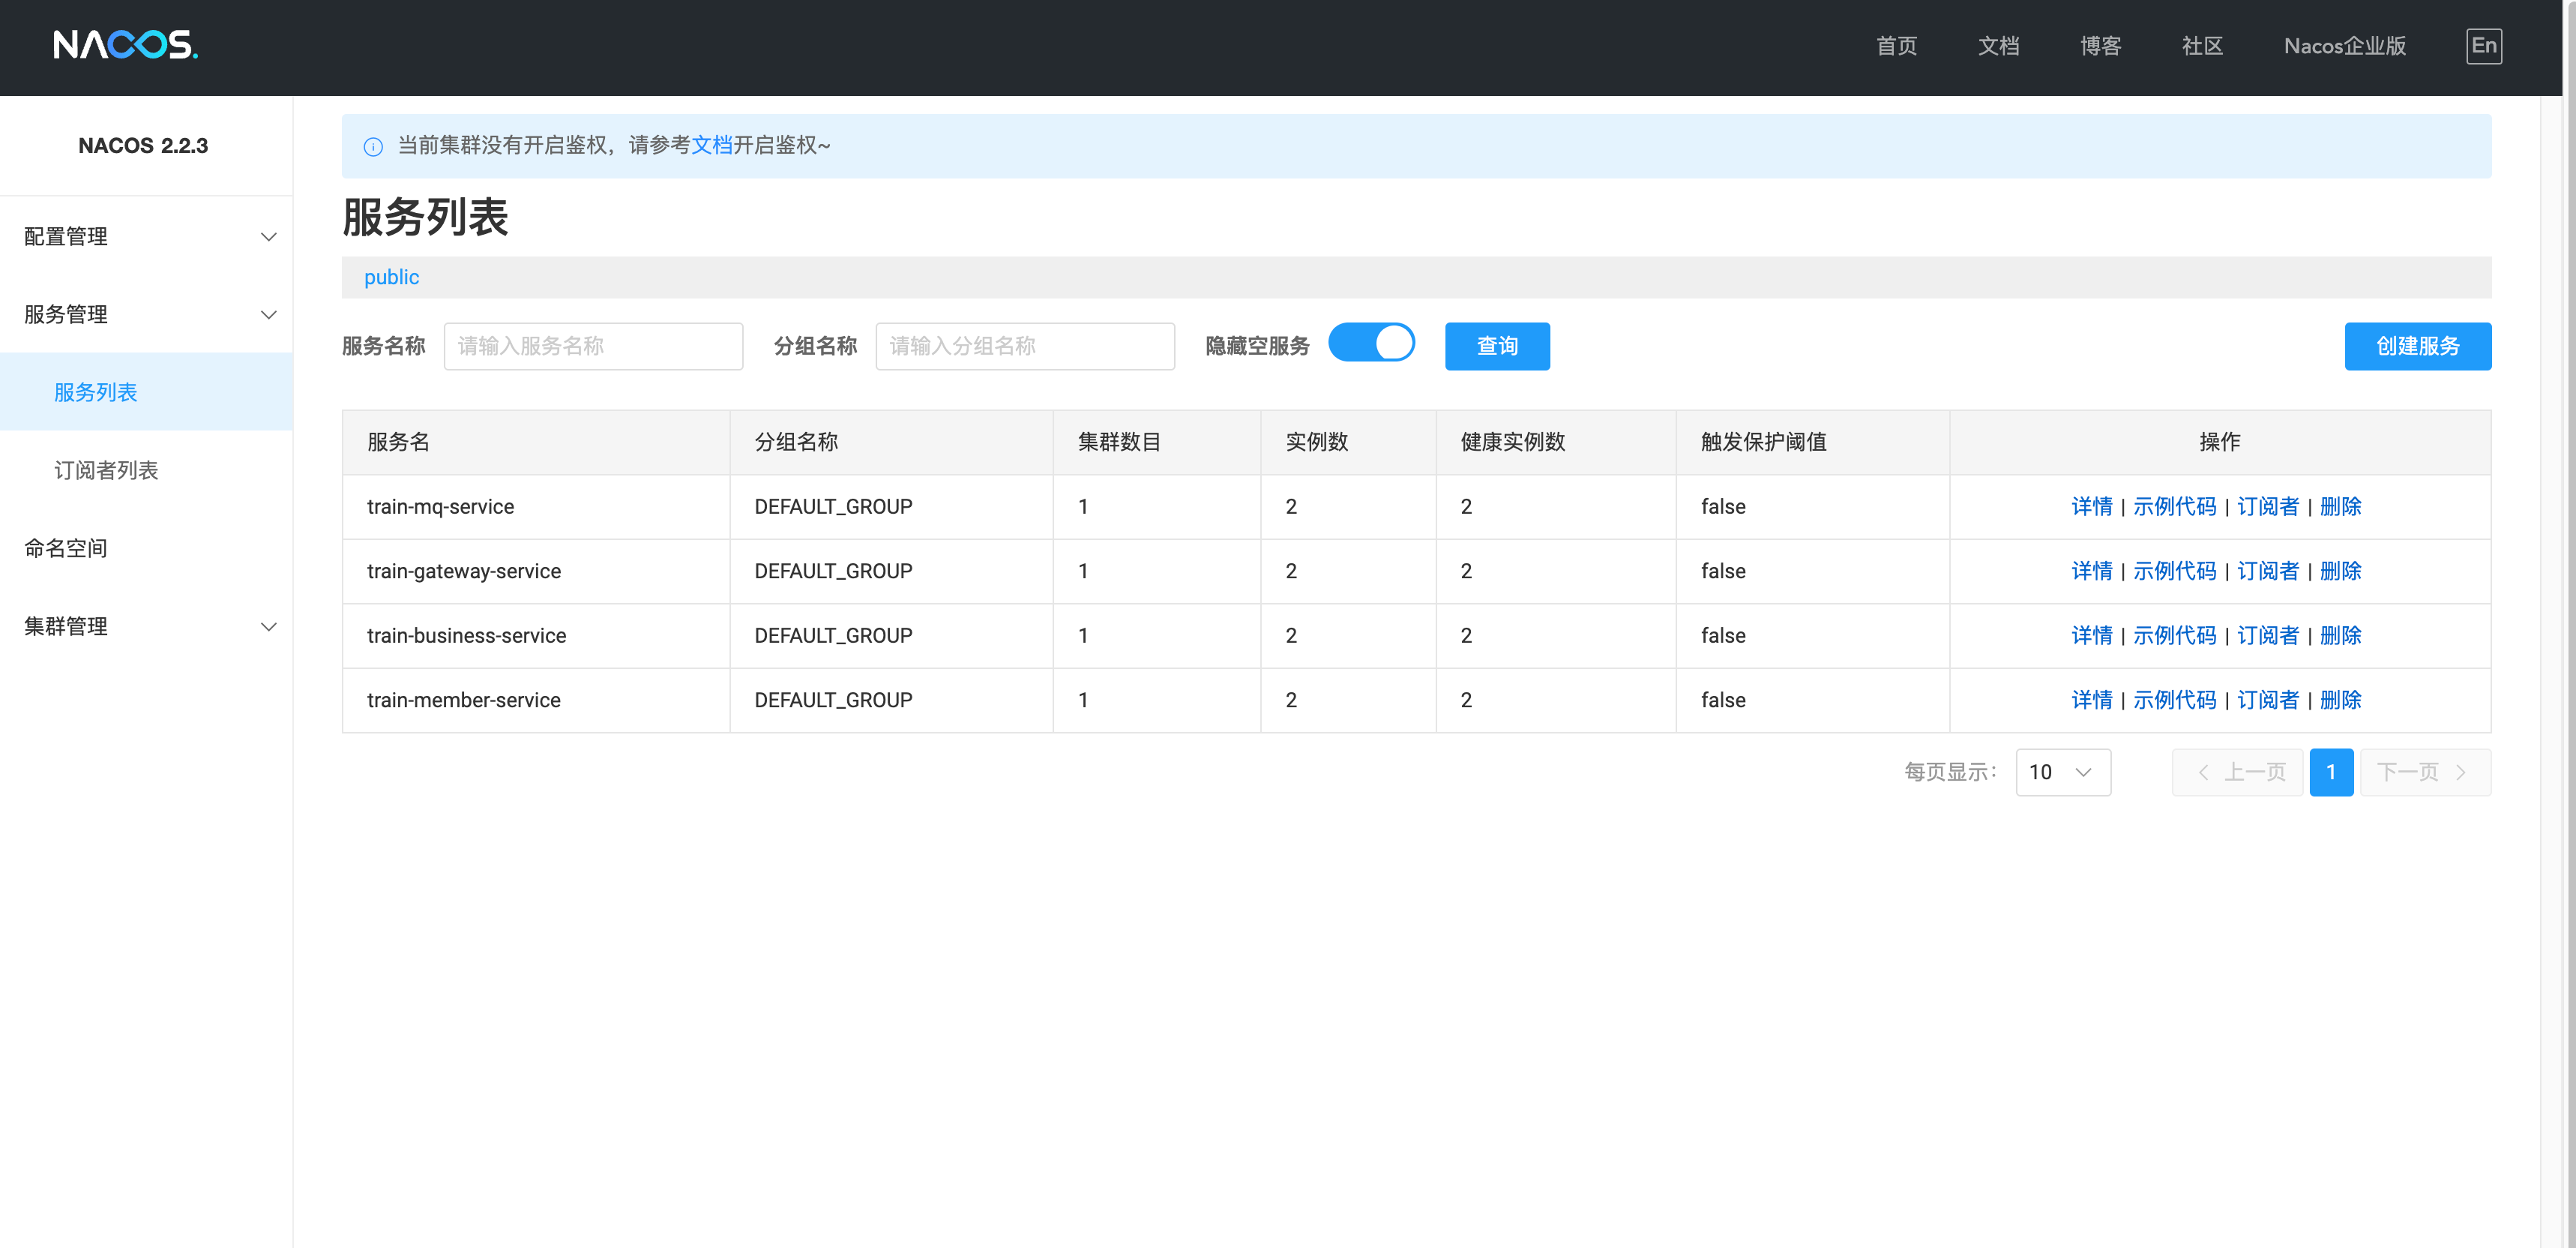 NACOS.
首页 文档 博客 社区 Nacos企业版 En
NACOS 2.2.3
配置管理
服务管理
服务列表
订阅者列表
命名空间
集群管理
当前集群没有开启鉴权，请参考文档开启鉴权~
服务列表
public
服务名称 请输入服务名称 分组名称 请输入分组名称 隐藏空服务 查询 创建服务
服务名 分组名称 集群数目 实例数 健康实例数 触发保护阈值 操作
train-mq-service DEFAULT_GROUP 1 2 2 false 详情 | 示例代码 | 订阅者 | 删除
train-gateway-service DEFAULT_GROUP 1 2 2 false 详情 | 示例代码 | 订阅者 | 删除
train-business-service DEFAULT_GROUP 1 2 2 false 详情 | 示例代码 | 订阅者 | 删除
train-member-service DEFAULT_GROUP 1 2 2 false 详情 | 示例代码 | 订阅者 | 删除
每页显示： 10 上一页 1 下一页